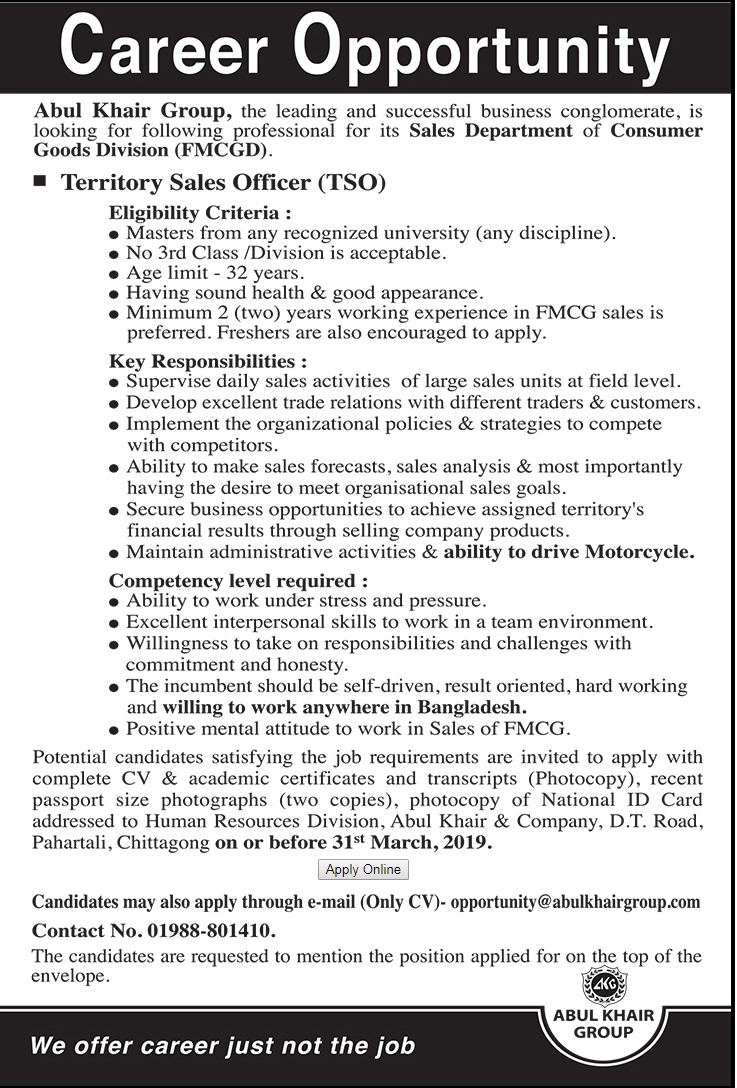 Career Opportunity
Abul Khair Group, the leading and successful business conglomerate, is
looking for following professional for its Sales Department of Consumer
Goods Division (FMCGD).
■ Territory Sales Officer (TSO)
Eligibility Criteria :
● Masters from any recognized university (any discipline).
● No 3rd Class /Division is acceptable.
● Age limit - 32 years.
● Having sound health & good appearance.
● Minimum 2 (two) years working experience in FMCG sales is
preferred. Freshers are also encouraged to apply.
Key Responsibilities :
● Supervise daily sales activities of large sales units at field level.
● Develop excellent trade relations with different traders & customers.
● Implement the organizational policies & strategies to compete
with competitors.
● Ability to make sales forecasts, sales analysis & most importantly
having the desire to meet organisational sales goals.
● Secure business opportunities to achieve assigned territory's
financial results through selling company products.
● Maintain administrative activities & ability to drive Motorcycle.
Competency level required :
● Ability to work under stress and pressure.
● Excellent interpersonal skills to work in a team environment.
● Willingness to take on responsibilities and challenges with
commitment and honesty.
● The incumbent should be self-driven, result oriented, hard working
and willing to work anywhere in Bangladesh.
● Positive mental attitude to work in Sales of FMCG.
Potential candidates satisfying the job requirements are invited to apply with
complete CV & academic certificates and transcripts (Photocopy), recent
passport size photographs (two copies), photocopy of National ID Card
addressed to Human Resources Division, Abul Khair & Company, D.T. Road,
Pahartali, Chittagong on or before 31st March, 2019.
Apply Online
Candidates may also apply through e-mail (Only CV)- opportunity@abulkhairgroup.com
Contact No. 01988-801410.
The candidates are requested to mention the position applied for on the top of the
envelope.
AKG
ABUL KHAIR
GROUP
We offer career just not the job